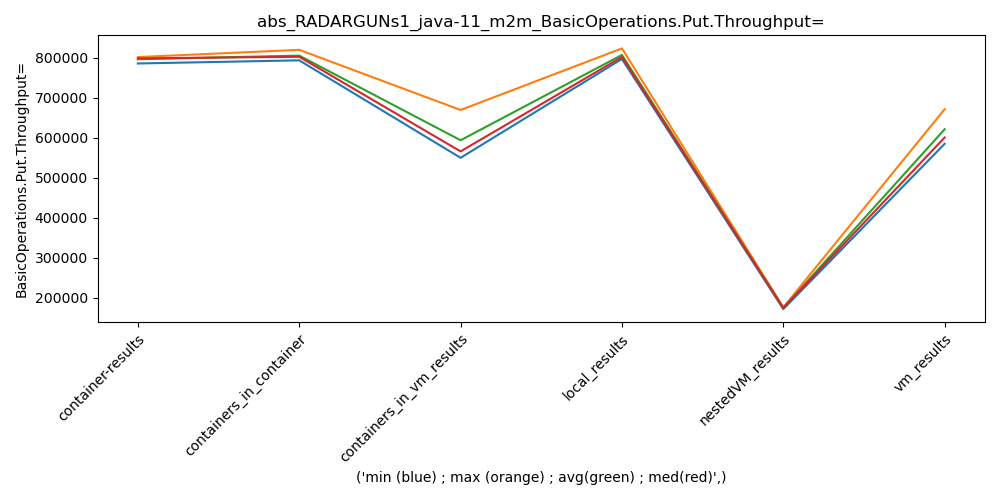 abs_RADARGUNs1_java-11_m2m_BasicOperations.Put.Throughput=
BasicOperations.Put.Throughput=
800000
700000
600000
500000
400000
300000
200000
container-results
containers_in_container
containers_in_vm_results
local_results
nestedVM_results
vm_results
('min (blue) ; max (orange) ; avg(green) ; med(red)',)